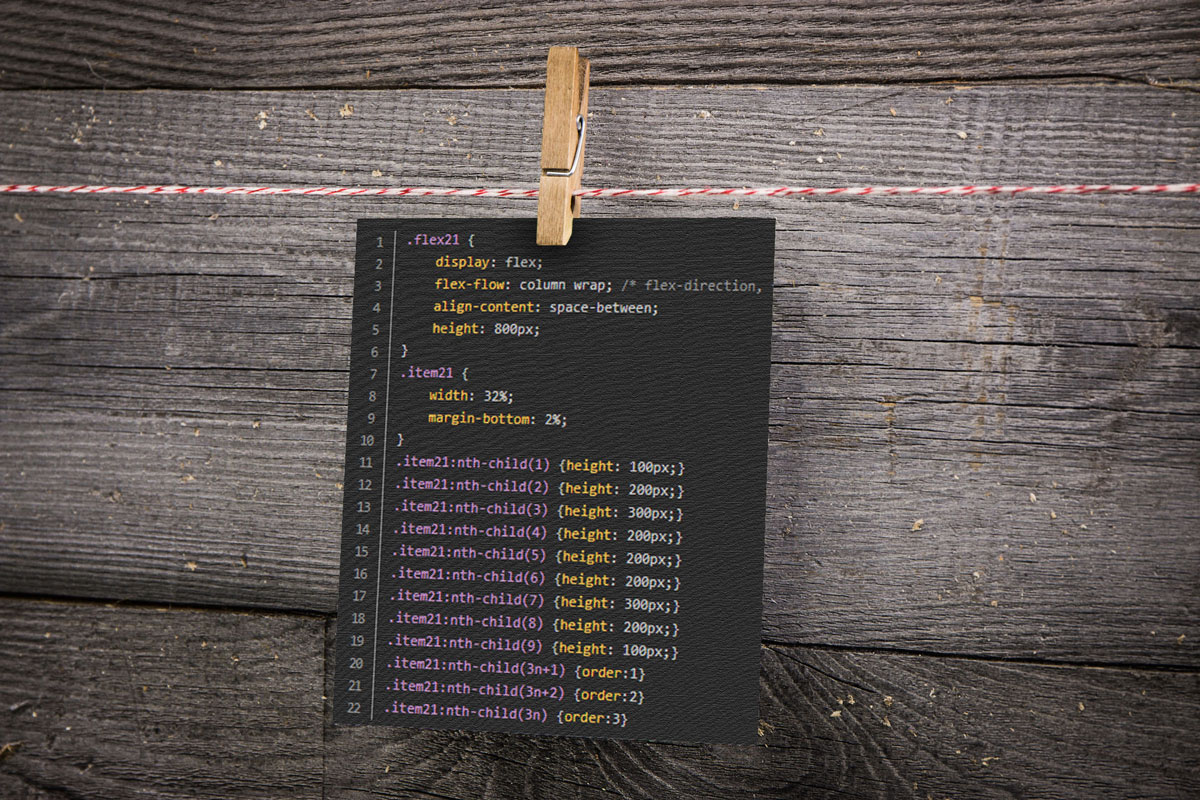 1 .flex21 {
2 display: flex;
3 flex-flow: column wrap; /* flex-direction,
4 align-content: space-between;
5 height: 800px;
6 }
7 .item21 {
8 width: 32%;
9 margin-bottom: 2%;
10 }
11 .item21:nth-child(1) {height: 100px;}
12 .item21:nth-child(2) {height: 200px;}
13 .item21:nth-child(3) {height: 300px;}
14 .item21:nth-child(4) {height: 200px;}
15 .item21:nth-child(5) {height: 200px;}
16 .item21:nth-child(6) {height: 200px;}
17 .item21:nth-child(7) {height: 300px;}
18 .item21:nth-child(8) {height: 200px;}
19 .item21:nth-child(9) {height: 100px;}
20 .item21:nth-child(3n+1) {order:1}
21 .item21:nth-child(3n+2) {order:2}
22 .item21:nth-child(3n) {order:3}